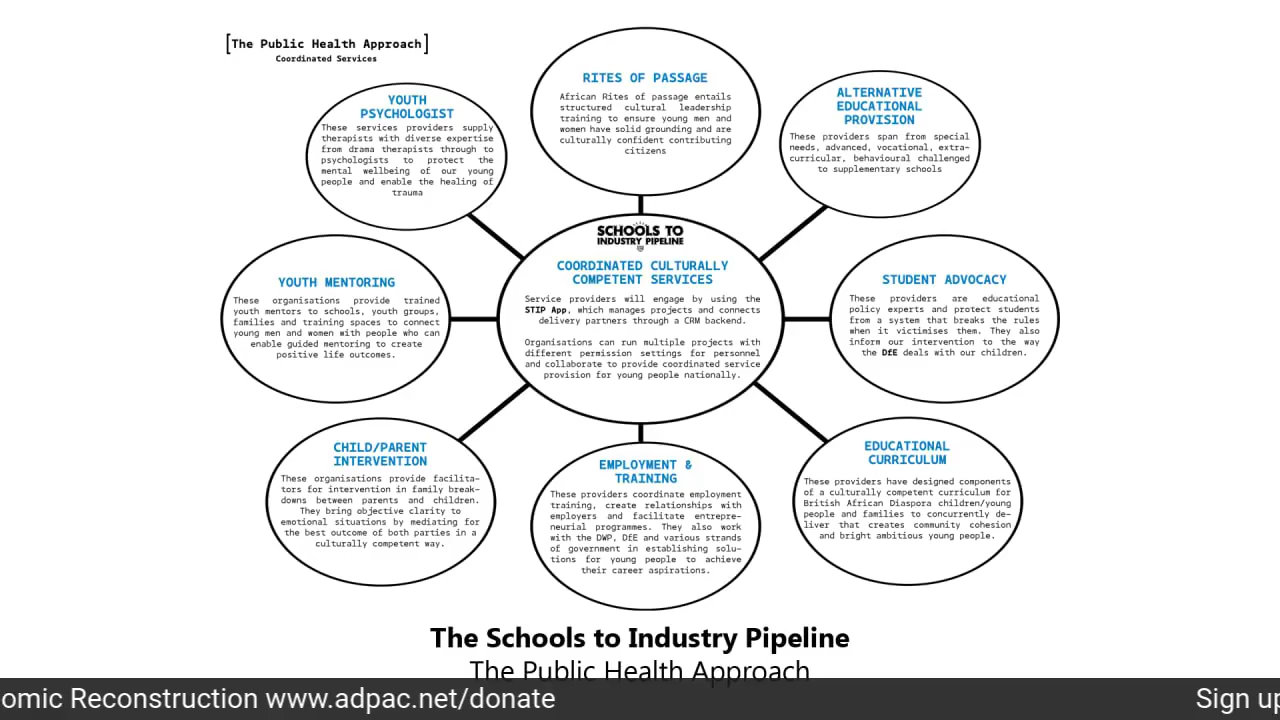 [The Public Health Approach]
Coordinated Services
RITES OF PASSAGE
African Rites of passage entails
structured cultural leadership
training to ensure young men and
women have solid grounding and are
culturally confident contributing
citizens
YOUTH
PSYCHOLOGIST
These services providers supply
therapists with diverse expertise
from drama therapists through to
psychologists to protect the
mental wellbeing of our young
people and enable the healing of
trauma
ALTERNATIVE
EDUCATIONAL
PROVISION
These providers span from special
needs, advanced, vocational, extra-
curricular, behavioural challenged
to supplementary schools
SCHOOLS TO
INDUSTRY PIPELINE
COORDINATED CULTURALLY
COMPETENT SERVICES
Service providers will engage by using the
STIP App, which manages projects and connects
delivery partners through a CRM backend.
Organisations can run multiple projects with
different permission settings for personnel
and collaborate to provide coordinated service
provision for young people nationally.
YOUTH MENTORING
These organisations provide trained
youth mentors to schools, youth groups,
families and training spaces to connect
young men and women with people who can
enable guided mentoring to create
positive life outcomes.
STUDENT ADVOCACY
These providers are educational
policy experts and protect students
from a system that breaks the rules
when it victimises them. They also
inform our intervention to the way
the DfE deals with our children.
CHILD/PARENT
INTERVENTION
These organisations provide facilita-
tors for intervention in family break-
downs between parents and children.
They bring objective clarity to
emotional situations by mediating for
the best outcome of both parties in a
culturally competent way.
EMPLOYMENT &
TRAINING
These providers coordinate employment
training, create relationships with
employers and facilitate entrepre-
neurial programmes. They also work
with the DWP, DfE and various strands
of government in establishing solu-
tions for young people to achieve
their career aspirations.
EDUCATIONAL
CURRICULUM
These providers have designed components
of a culturally competent curriculum for
British African Diaspora children/young
people and families to concurrently de-
liver that creates community cohesion
and bright ambitious young people.
The Schools to Industry Pipeline
The Public Health Approach
omic Reconstruction www.adpac.net/donate
Sign up